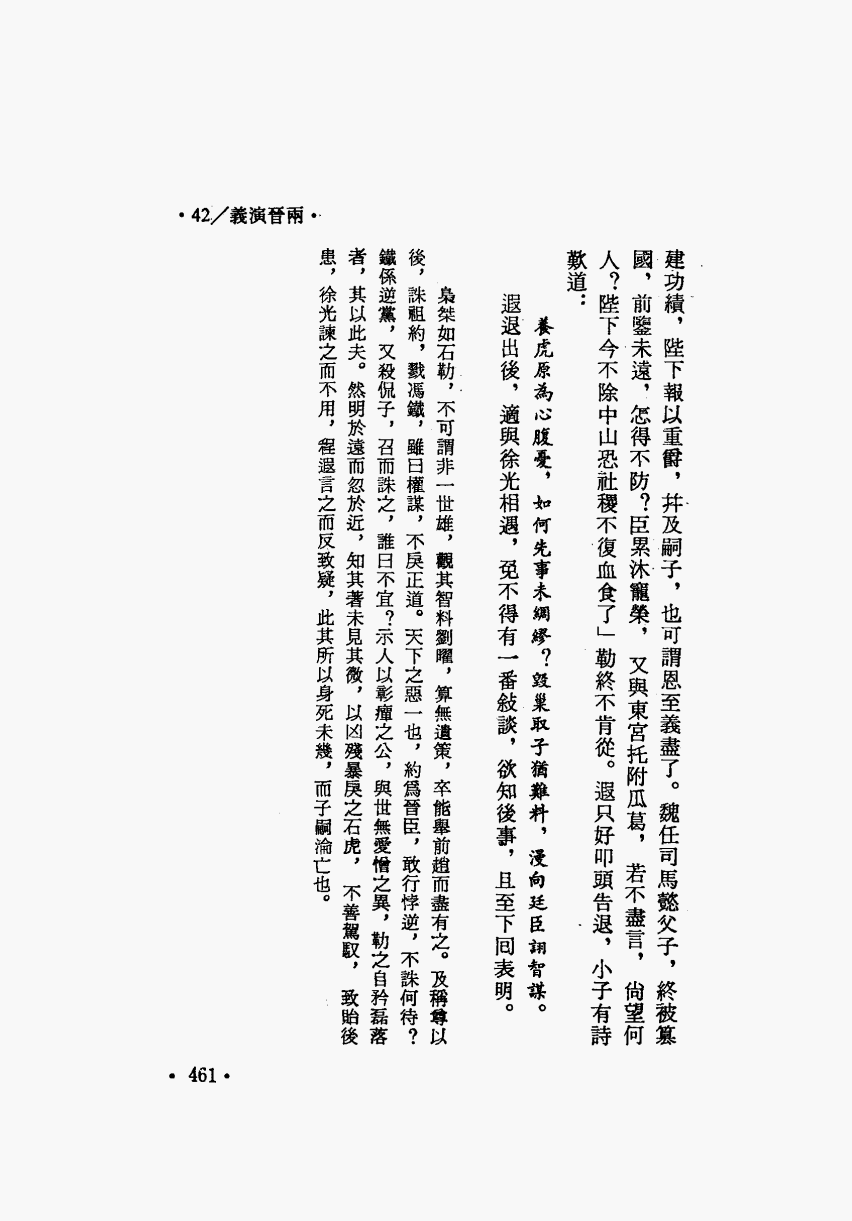 •42／義演晉兩•
建功績，陛下報以重爵，幷及嗣子，也可謂恩至義盡了。魏任司馬懿父子，終被篡
國，前鑒未遠，怎得不防？臣累沐寵榮，又與東宮托附瓜葛，若不盡言，尙望何
人？陛下今不除中山恐社稷不復血食了」勒終不肯從。遐只好叩頭告退，小子有詩
歎道：
養虎原為心腹憂，如何先事未綢繆？毀巢取子猶難料，漫向廷臣詡智謀。
遐退出後，適與徐光相遇，免不得有一番敍談，欲知後事，且至下回表明。
梟桀如石勒，不可謂非一世雄，觀其智料劉曜，算無遺策，卒能舉前趙而盡有之。及稱尊以
後，誅祖約，戮馮鐵，雖曰權謀，不戾正道。天下之惡一也，約爲晉臣，敢行悖逆，不誅何待？
鐵係逆黨，又殺侃子，召而誅之，誰曰不宜？示人以彰癉之公，與世無愛憎之異，勒之自矜磊落
者，其以此夫。然明於遠而忽於近，知其著未見其微，以凶殘暴戾之石虎，不善駕馭，致貽後
患，徐光諫之而不用，程遐言之而反致疑，此其所以身死未幾，而子嗣淪亡也。
•461•